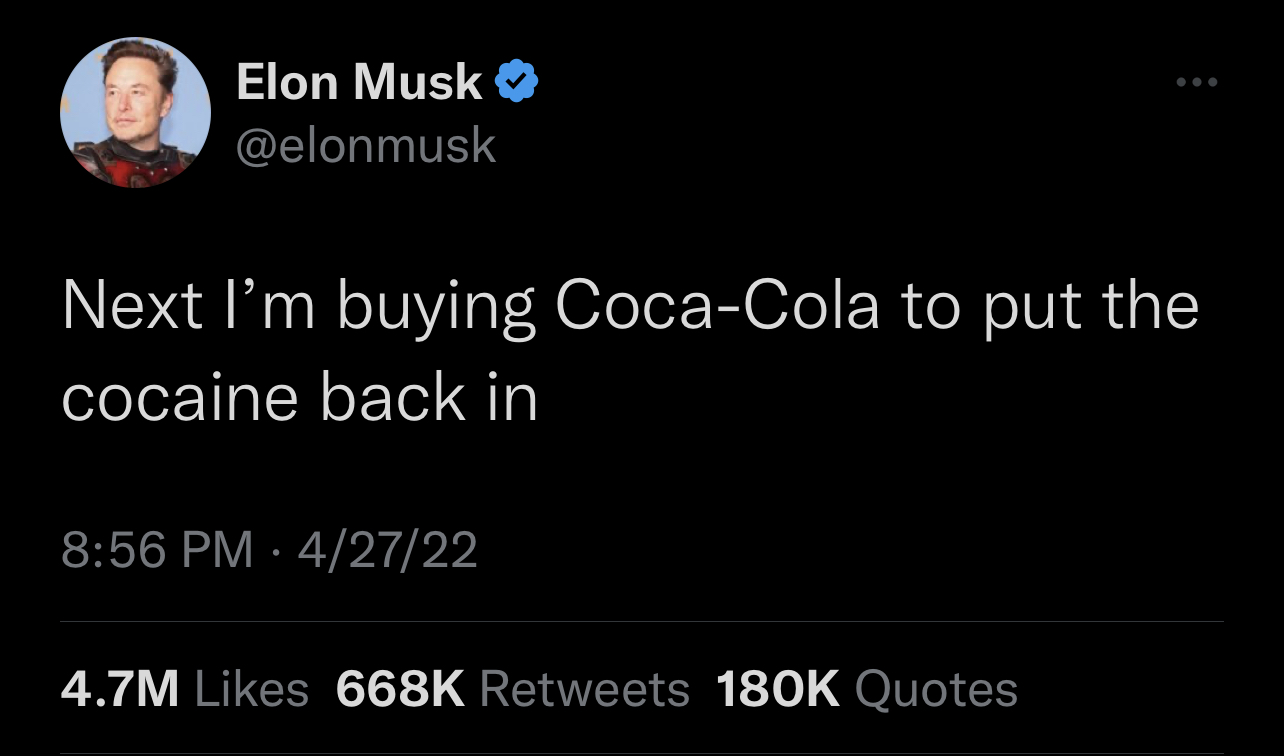 Elon Musk
@elonmusk
Next I’m buying Coca-Cola to put the
cocaine back in
8:56 PM · 4/27/22
4.7M Likes 668K Retweets 180K Quotes